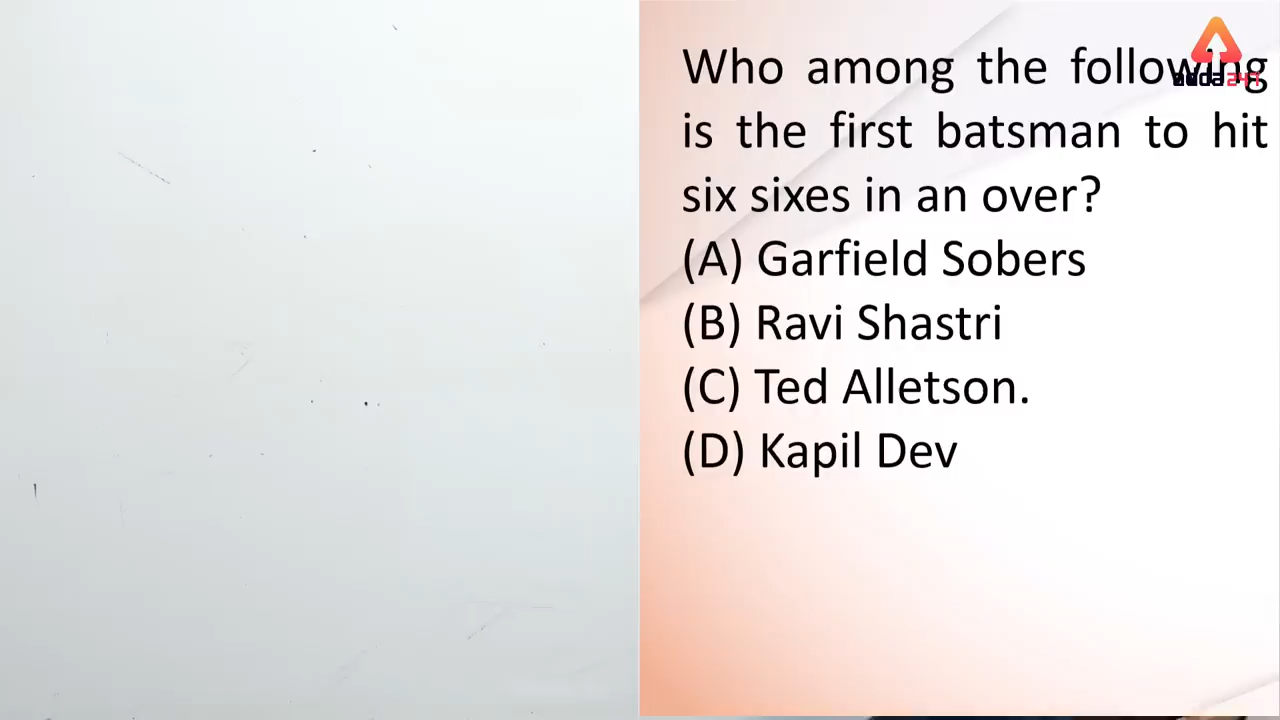 Who among the following
is the first batsman to hit
six sixes in an over?
(A) Garfield Sobers
(B) Ravi Shastri
(C) Ted Alletson.
(D) Kapil Dev
adda247